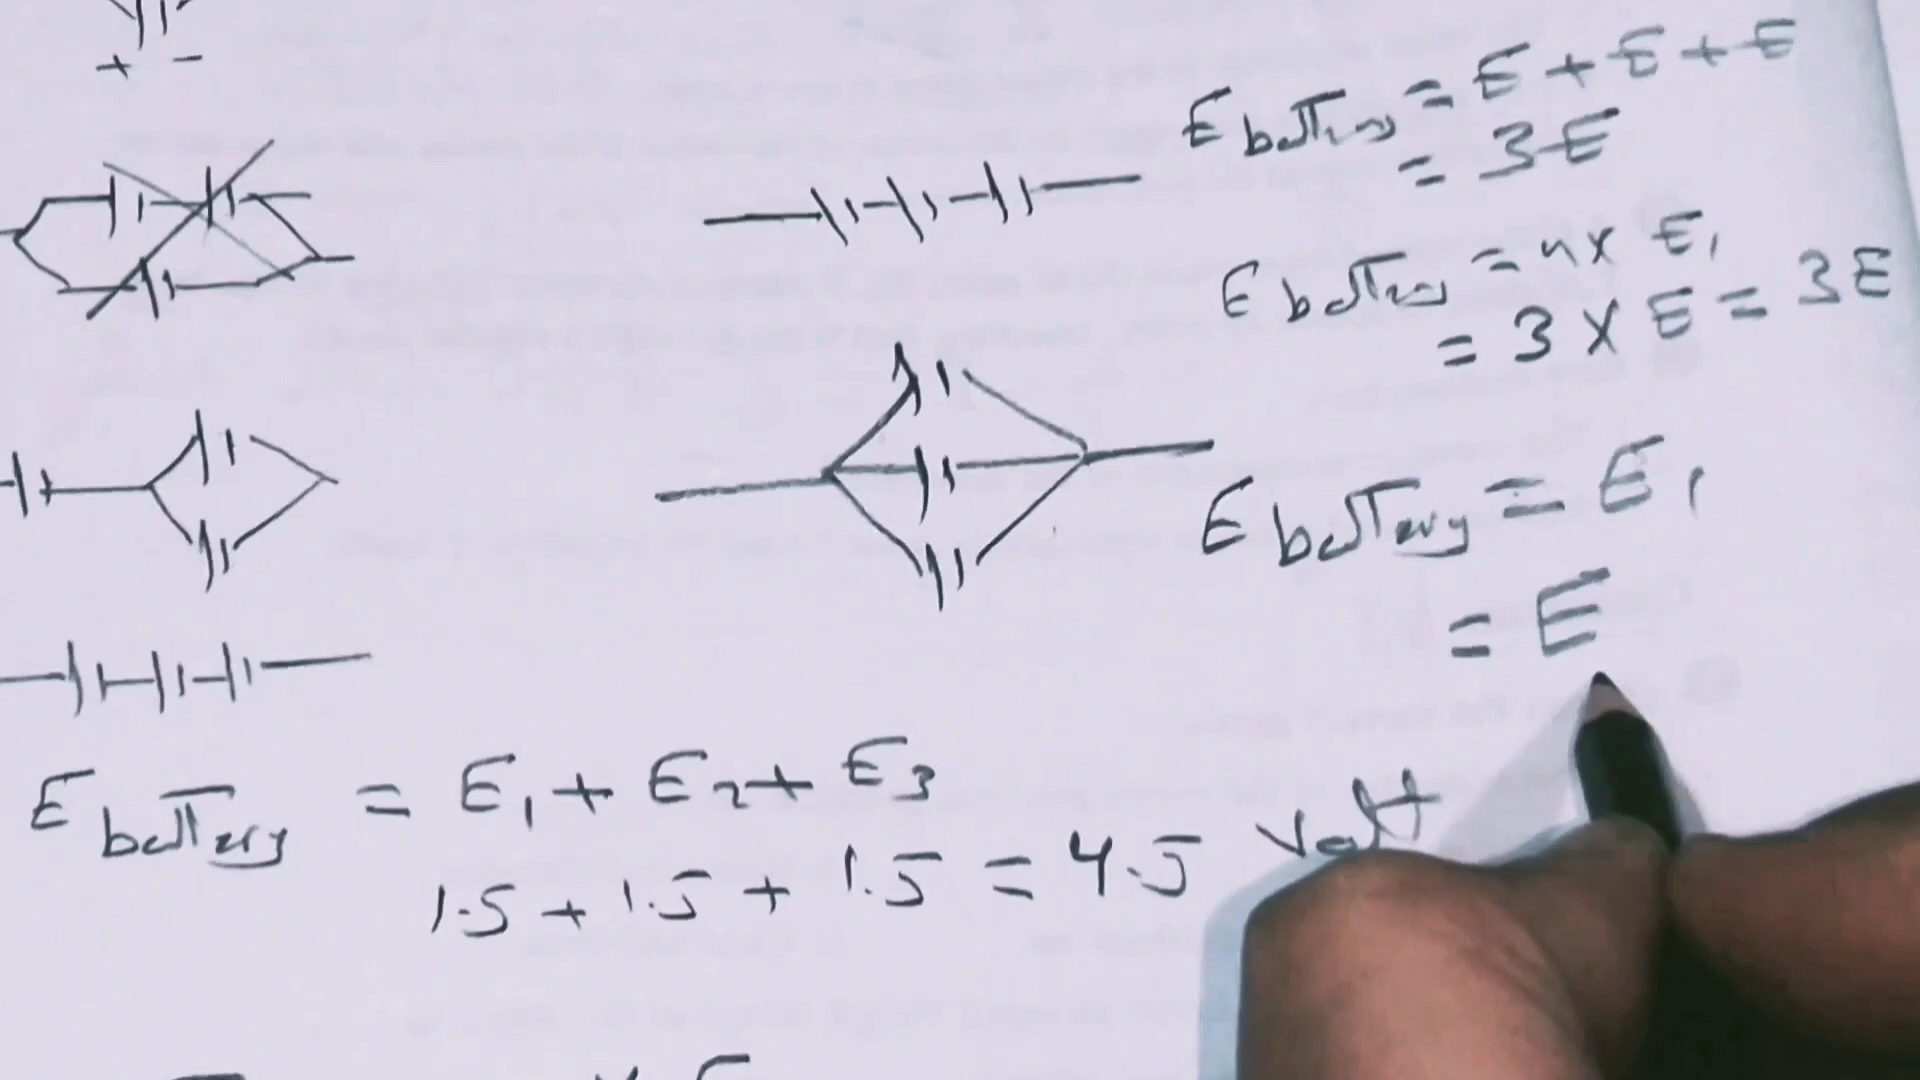 + -
E battery = E + E + E
= 3E
E battery = n x E1
= 3 x E = 3E
E battery = E1
= E
E battery = E1 + E2 + E3
1.5 + 1.5 + 1.5 = 4.5 Volt